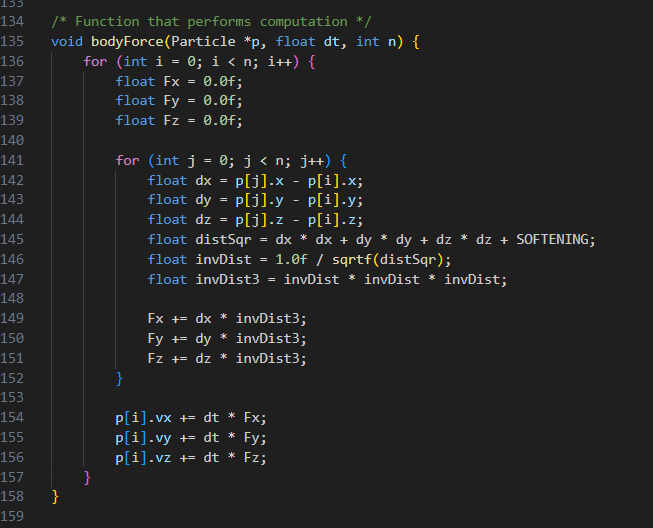 133
134 /* Function that performs computation */
135 void bodyForce(Particle *p, float dt, int n) {
136     for (int i = 0; i < n; i++) {
137         float Fx = 0.0f;
138         float Fy = 0.0f;
139         float Fz = 0.0f;
140
141         for (int j = 0; j < n; j++) {
142             float dx = p[j].x - p[i].x;
143             float dy = p[j].y - p[i].y;
144             float dz = p[j].z - p[i].z;
145             float distSqr = dx * dx + dy * dy + dz * dz + SOFTENING;
146             float invDist = 1.0f / sqrtf(distSqr);
147             float invDist3 = invDist * invDist * invDist;
148
149             Fx += dx * invDist3;
150             Fy += dy * invDist3;
151             Fz += dz * invDist3;
152         }
153
154         p[i].vx += dt * Fx;
155         p[i].vy += dt * Fy;
156         p[i].vz += dt * Fz;
157     }
158 }
159